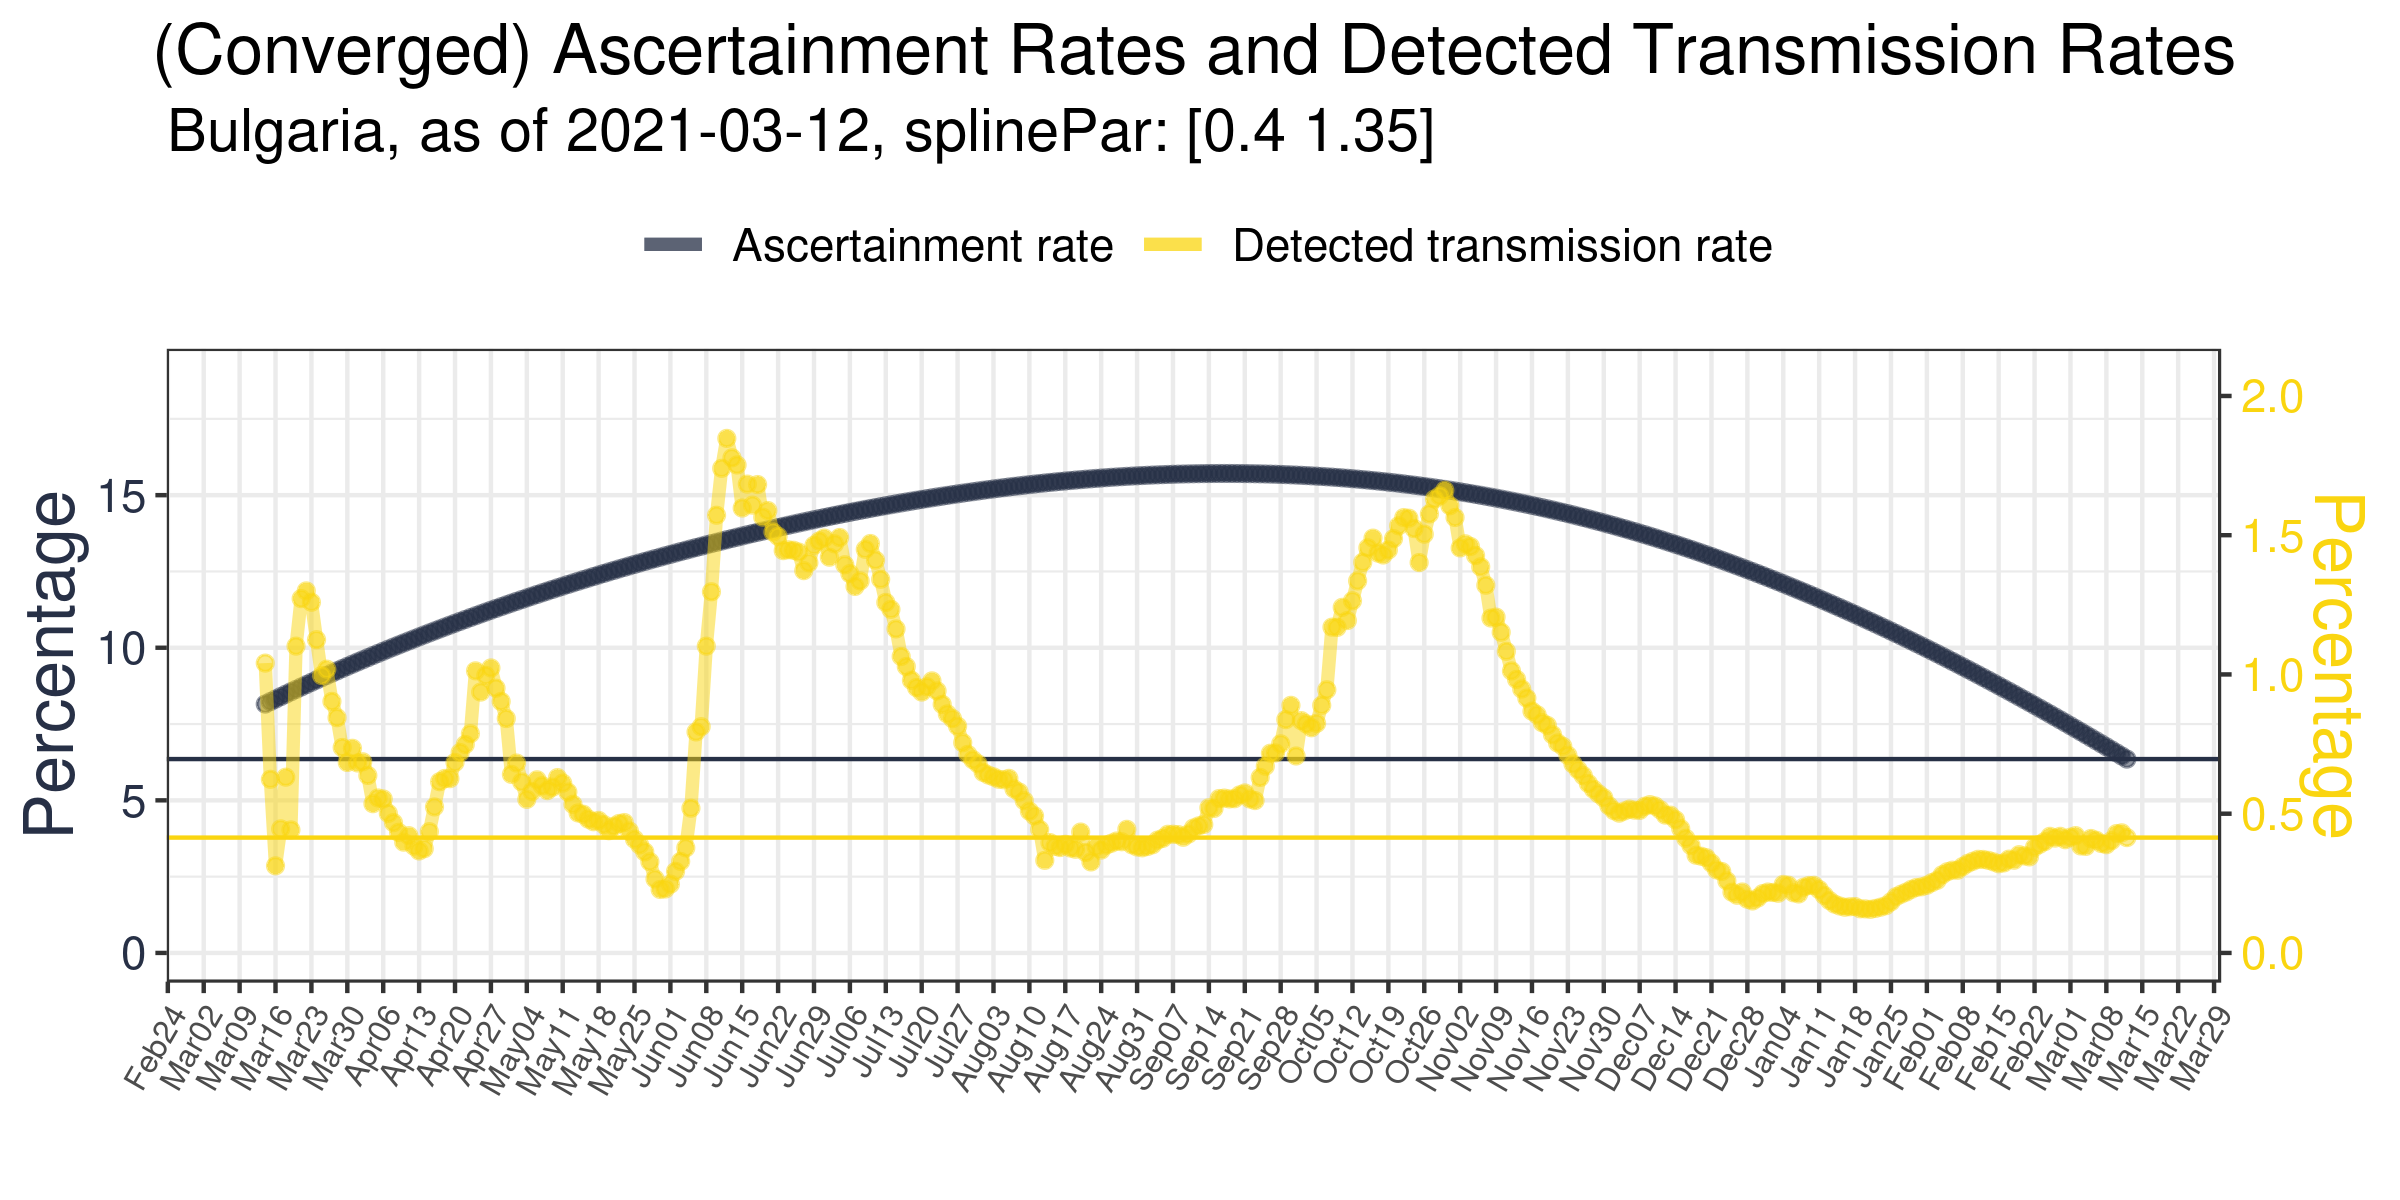 (Converged) Ascertainment Rates and Detected Transmission Rates
Bulgaria, as of 2021-03-12, splinePar: [0.4 1.35]
Ascertainment rate
Detected transmission rate
Percentage
15
10
5
0
2.0
1.5
1.0
0.5
0.0
Percentage
Feb24
Mar02
Mar09
Mar16
Mar23
Mar30
Apr06
Apr13
Apr20
Apr27
May04
May11
May18
May25
Jun01
Jun08
Jun15
Jun22
Jun29
Jul06
Jul13
Jul20
Jul27
Aug03
Aug10
Aug17
Aug24
Aug31
Sep07
Sep14
Sep21
Sep28
Oct05
Oct12
Oct19
Oct26
Nov02
Nov09
Nov16
Nov23
Nov30
Dec07
Dec14
Dec21
Dec28
Jan04
Jan11
Jan18
Jan25
Feb01
Feb08
Feb15
Feb22
Mar01
Mar08
Mar15
Mar22
Mar29